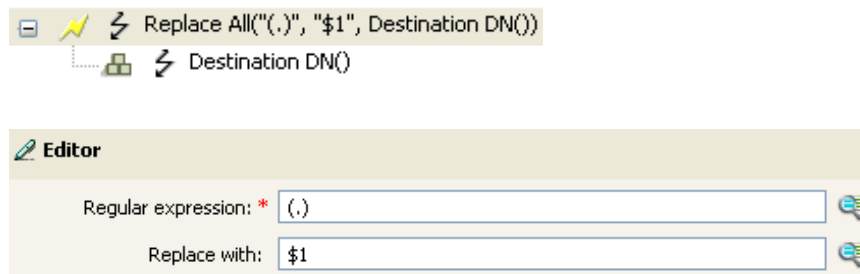 Replace All("(.)", "$1", Destination DN())
Destination DN()
Editor
Regular expression: * (.)
Replace with: $1